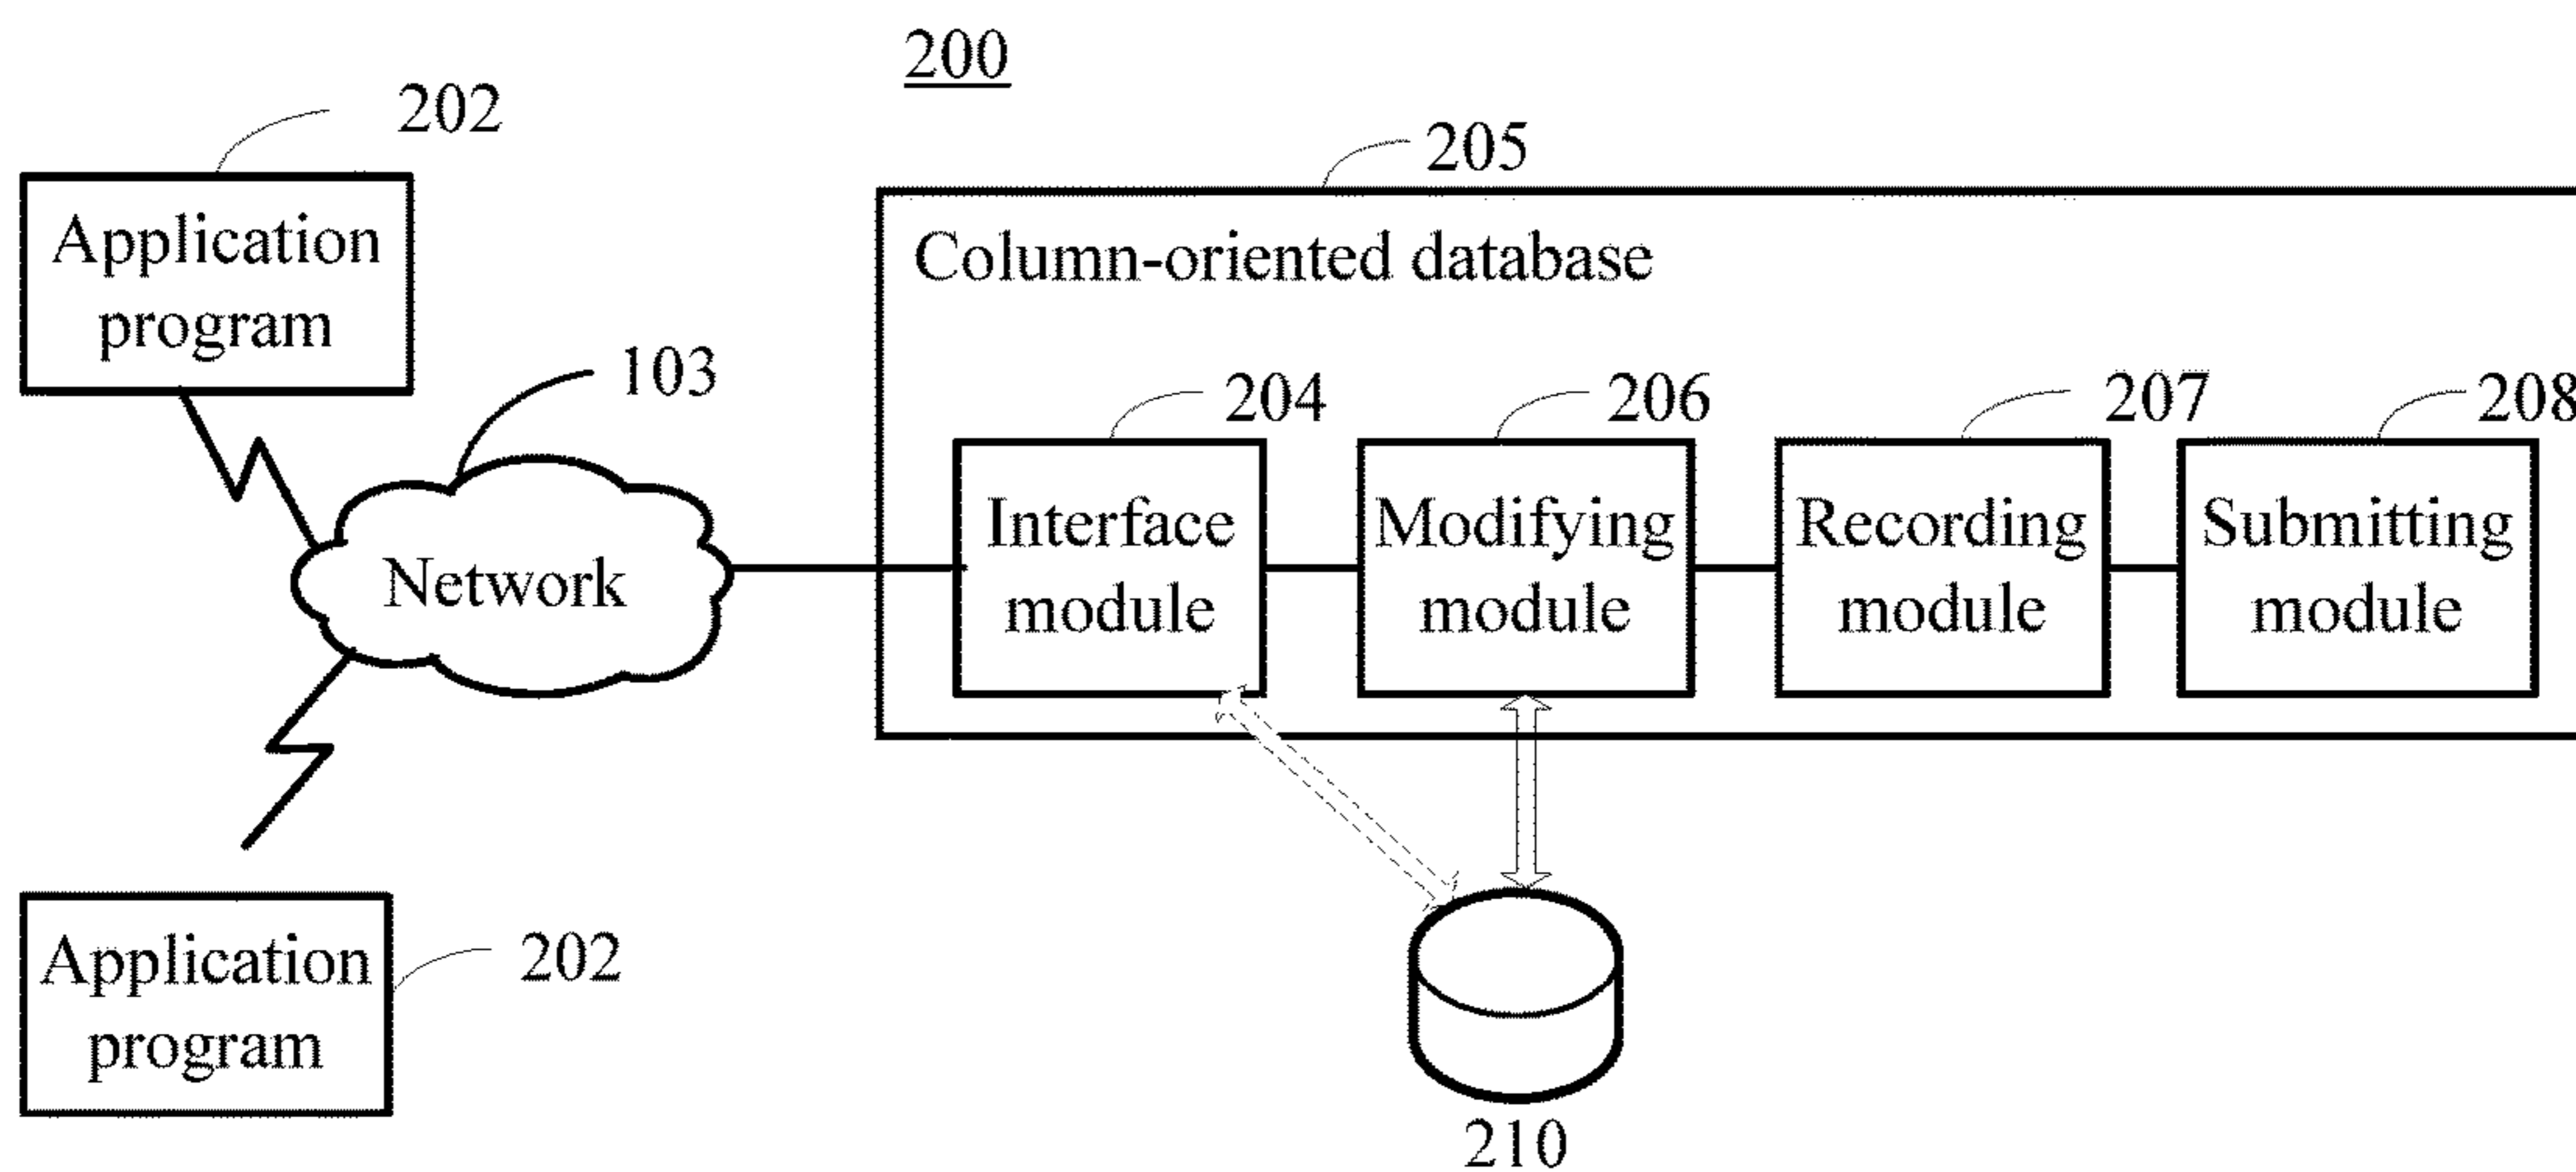 200
202
205
Application
program
Column-oriented database
103
204
206
207
208
Interface
module
Modifying
module
Recording
module
Submitting
module
Network
Application
program
202
210